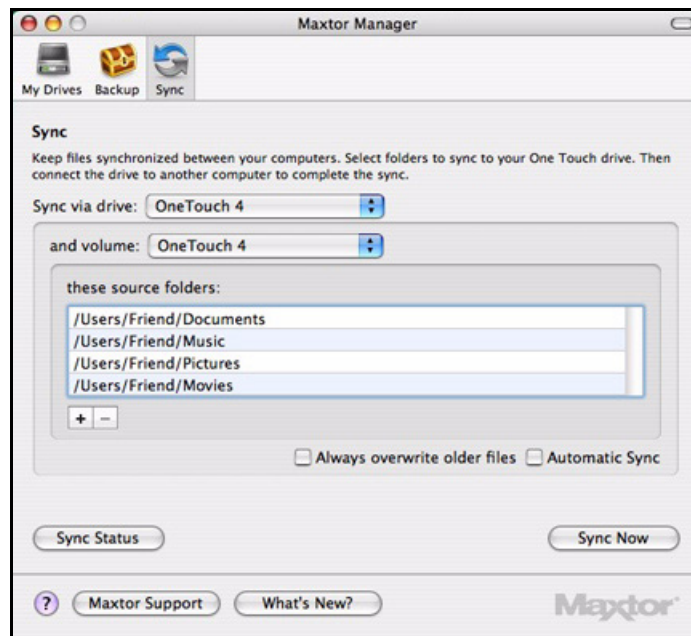 Maxtor Manager
My Drives Backup Sync
Sync
Keep files synchronized between your computers. Select folders to sync to your One Touch drive. Then
connect the drive to another computer to complete the sync.
Sync via drive: OneTouch 4
and volume: OneTouch 4
these source folders:
/Users/Friend/Documents
/Users/Friend/Music
/Users/Friend/Pictures
/Users/Friend/Movies
+ −
Always overwrite older files Automatic Sync
Sync Status Sync Now
? Maxtor Support What's New? Maxtor